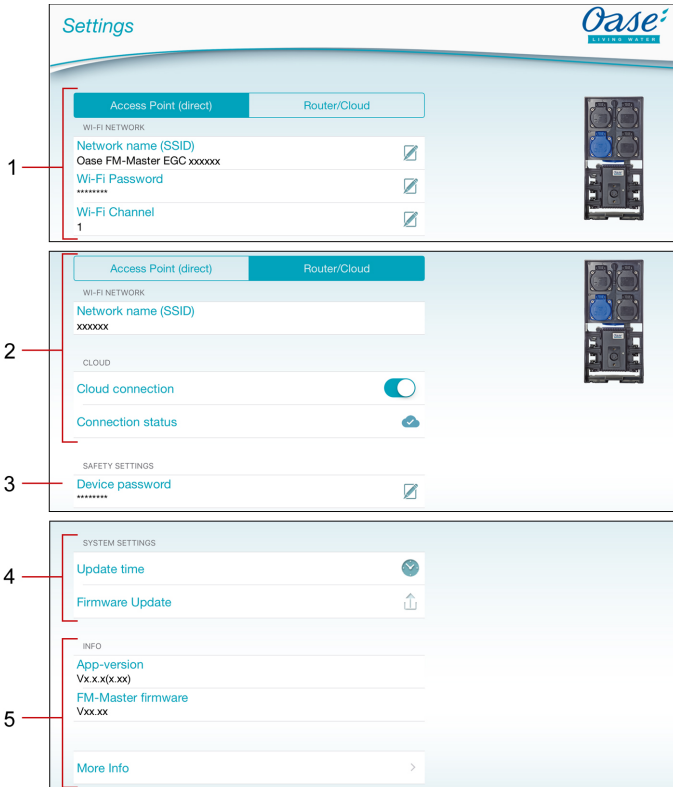 Settings
Oase
LIVING WATER
1
Access Point (direct) Router/Cloud
WI-FI NETWORK
Network name (SSID)
Oase FM-Master EGC xxxxxx
Wi-Fi Password
********
Wi-Fi Channel
1
2
Access Point (direct) Router/Cloud
WI-FI NETWORK
Network name (SSID)
xxxxxx
CLOUD
Cloud connection
Connection status
3
SAFETY SETTINGS
Device password
********
4
SYSTEM SETTINGS
Update time
Firmware Update
5
INFO
App-version
Vx.x.x(x.xx)
FM-Master firmware
Vxx.xx
More Info